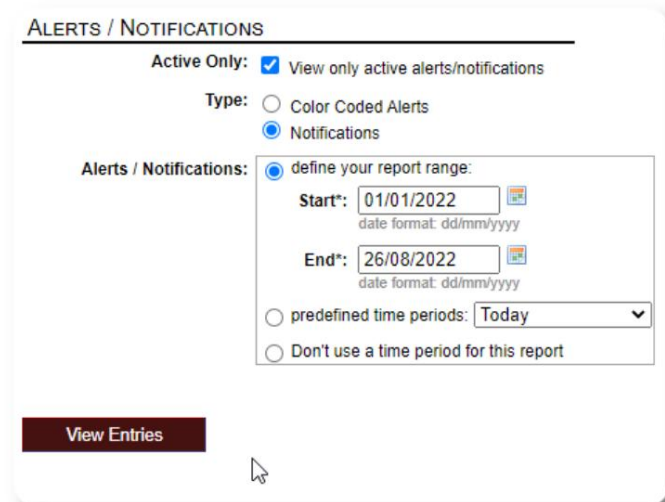 ALERTS / NOTIFICATIONS
Active Only: View only active alerts/notifications
Type: Color Coded Alerts
Notifications
Alerts / Notifications: define your report range:
Start*: 01/01/2022
date format: dd/mm/yyyy
End*: 26/08/2022
date format: dd/mm/yyyy
predefined time periods: Today
Don't use a time period for this report
View Entries